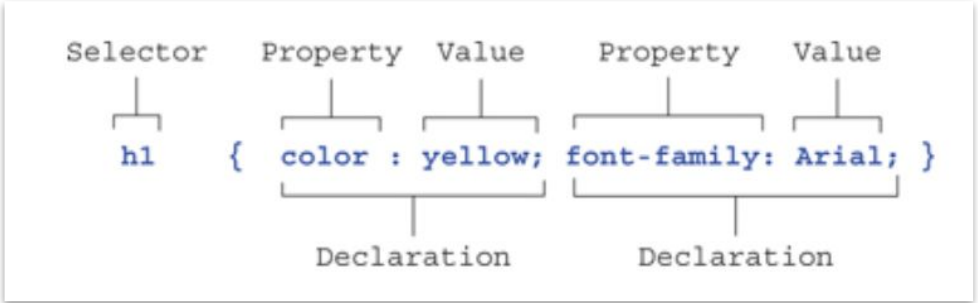 Selector Property Value Property Value
h1 { color : yellow; font-family: Arial; }
Declaration Declaration